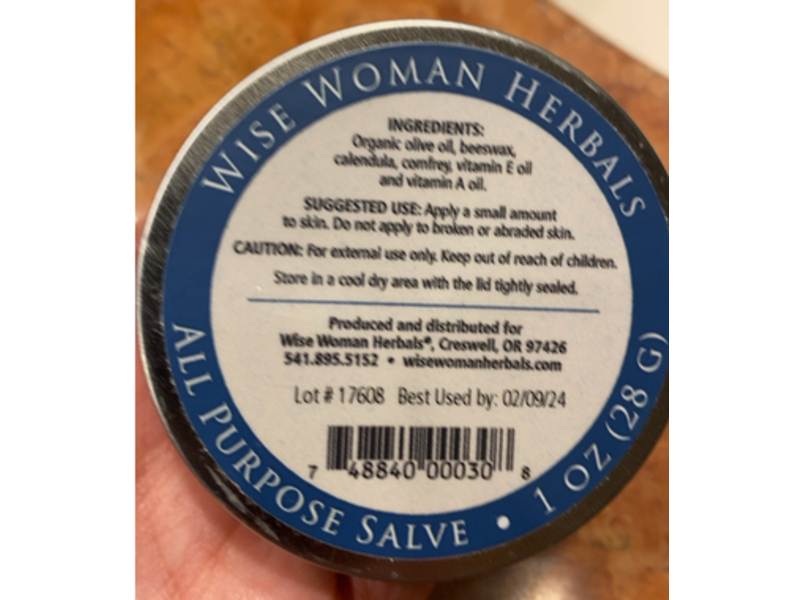 WISE WOMAN HERBALS
INGREDIENTS:
Organic olive oil, beeswax,
calendula, comfrey, vitamin E oil
and vitamin A oil.
SUGGESTED USE: Apply a small amount
to skin. Do not apply to broken or abraded skin.
CAUTION: For external use only. Keep out of reach of children.
Store in a cool dry area with the lid tightly sealed.
Produced and distributed for
Wise Woman Herbals®, Creswell, OR 97426
541.895.5152 • wisewomanherbals.com
Lot # 17608 Best Used by: 02/09/24
7 48840 00030 8
ALL PURPOSE SALVE • 1 OZ (28 G)